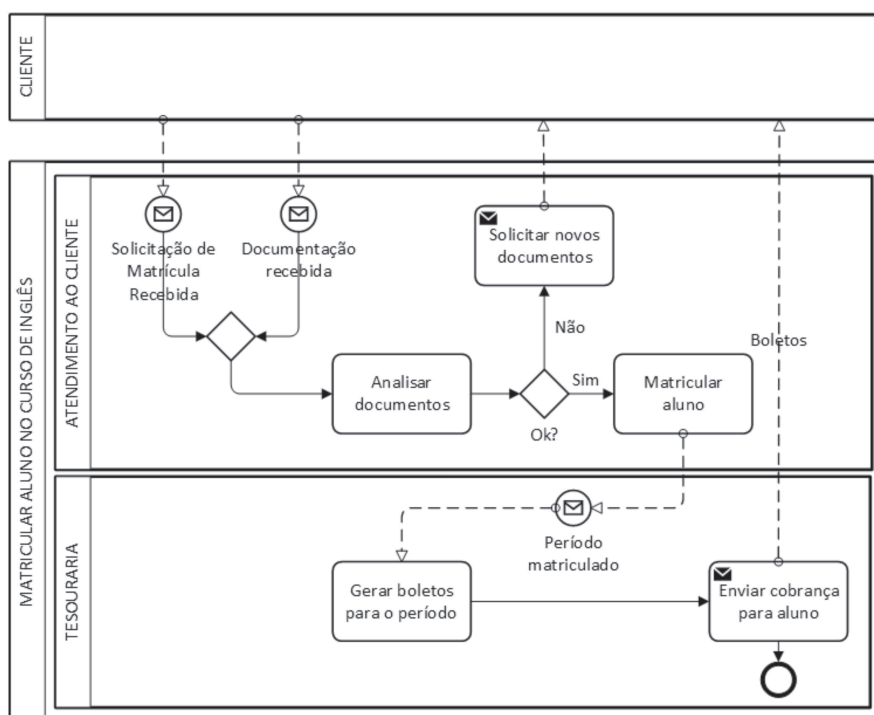 CLIENTE
MATRICULAR ALUNO NO CURSO DE INGLÊS
ATENDIMENTO AO CLIENTE
Solicitação de
Matrícula
Recebida
Documentação
recebida
Solicitar novos
documentos
Não
Boletos
Analisar
documentos
Ok?
Sim
Matricular
aluno
TESOURARIA
Período
matriculado
Gerar boletos
para o período
Enviar cobrança
para aluno